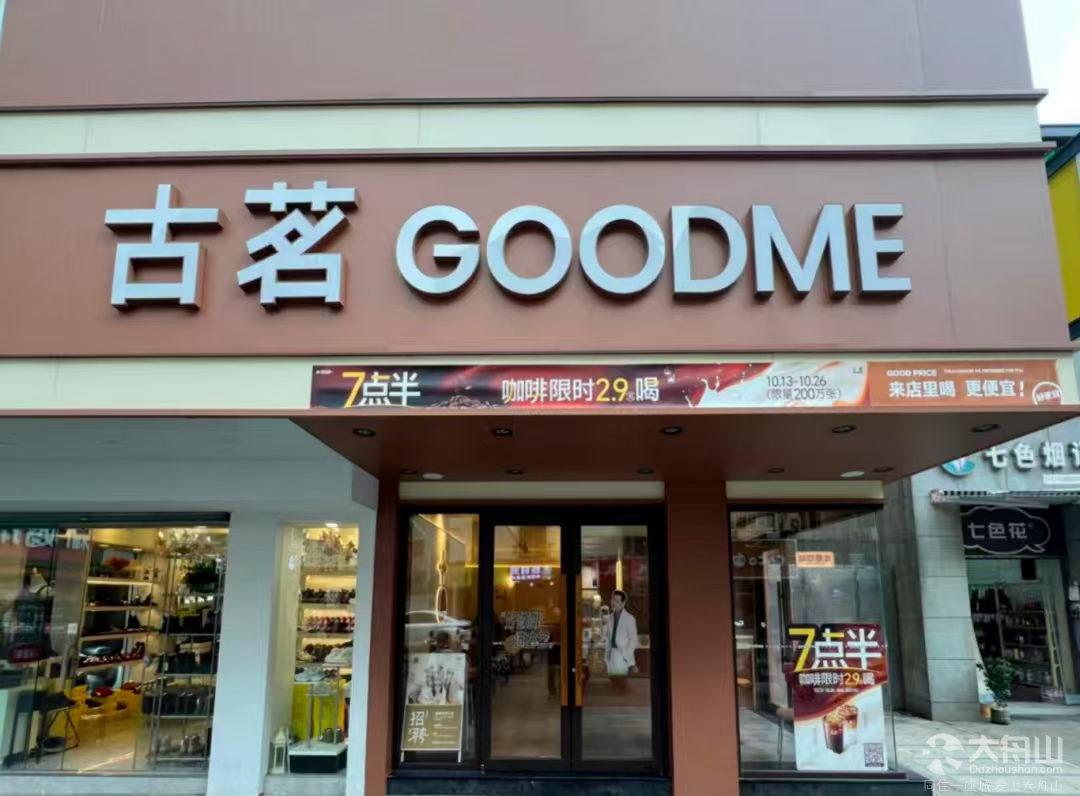 古茗 GOODME
7点半 咖啡限时2.9元喝 10.13-10.26
(限量200万张)
GOOD PRICE
来店里喝 更便宜！
七色烟酒
七色花
7点半
咖啡限时2.9元喝
招聘
大舟山
Dazhoushan.com